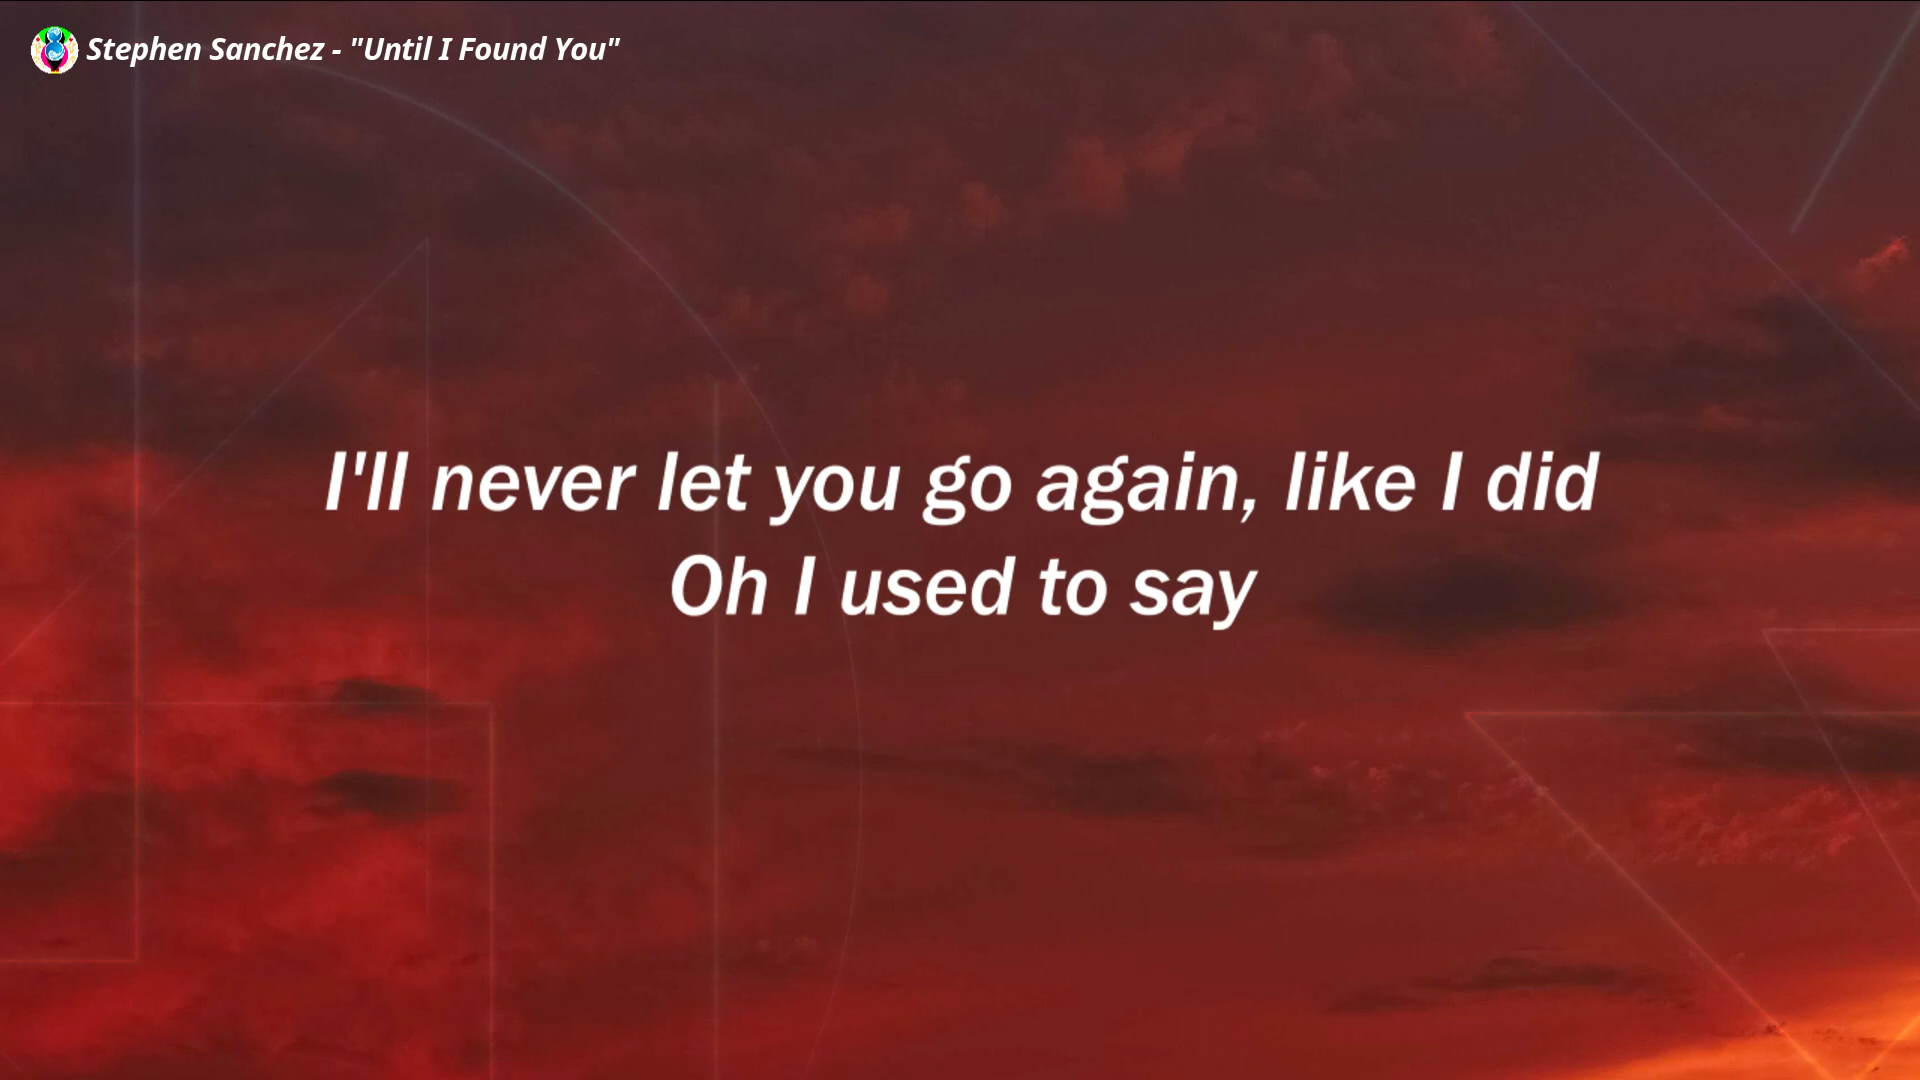 Stephen Sanchez - "Until I Found You"
I'll never let you go again, like I did
Oh I used to say